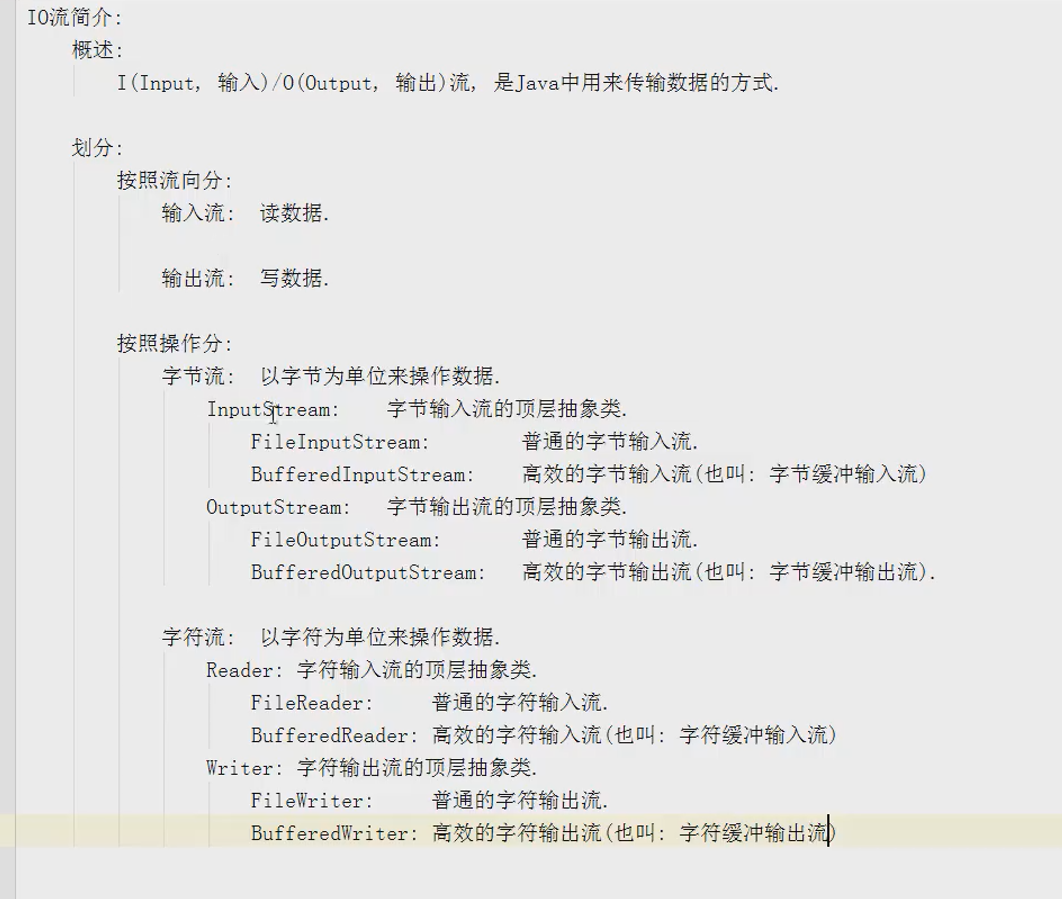 IO流简介:
概述:
I(Input, 输入)/O(Output, 输出)流, 是Java中用来传输数据的方式.
划分:
按照流向分:
输入流: 读数据.
输出流: 写数据.
按照操作分:
字节流: 以字节为单位来操作数据.
InputStream: 字节输入流的顶层抽象类.
FileInputStream: 普通的字节输入流.
BufferedInputStream: 高效的字节输入流(也叫: 字节缓冲输入流)
OutputStream: 字节输出流的顶层抽象类.
FileOutputStream: 普通的字节输出流.
BufferedOutputStream: 高效的字节输出流(也叫: 字节缓冲输出流).
字符流: 以字符为单位来操作数据.
Reader: 字符输入流的顶层抽象类.
FileReader: 普通的字符输入流.
BufferedReader: 高效的字符输入流(也叫: 字符缓冲输入流)
Writer: 字符输出流的顶层抽象类.
FileWriter: 普通的字符输出流.
BufferedWriter: 高效的字符输出流(也叫: 字符缓冲输出流)